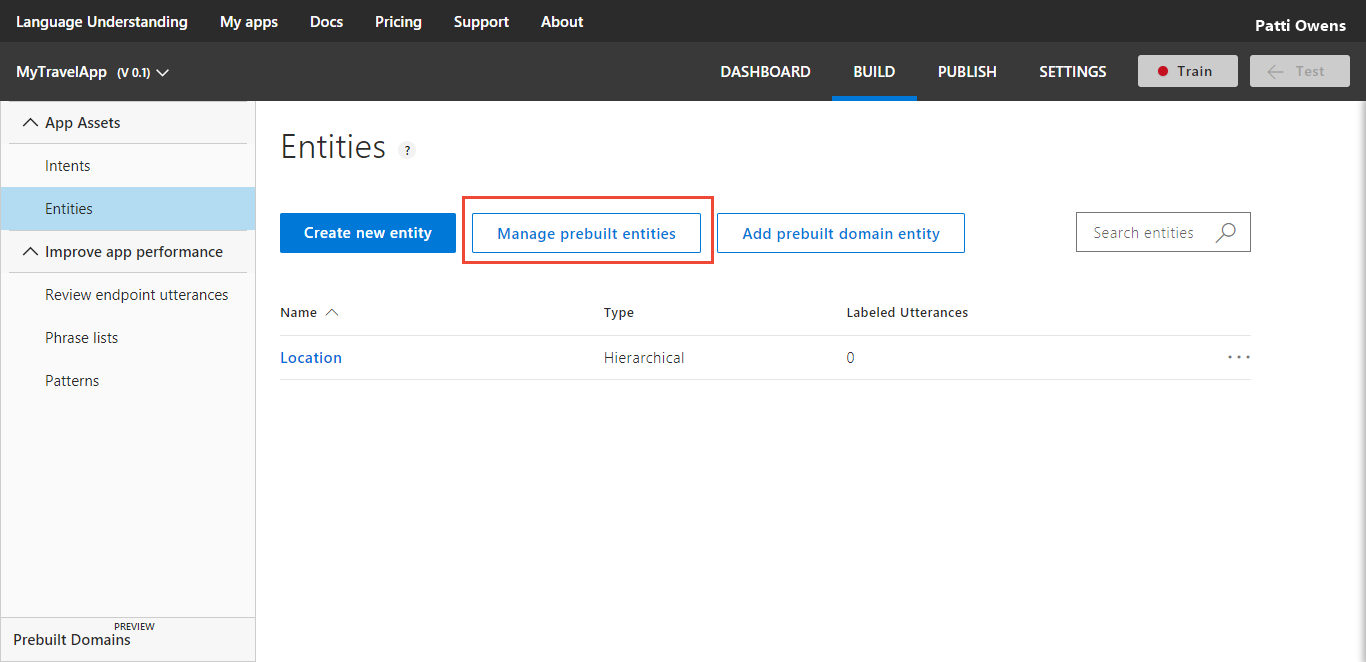 Language Understanding My apps Docs Pricing Support About
Patti Owens
MyTravelApp (V 0.1) DASHBOARD BUILD PUBLISH SETTINGS Train Test
App Assets
Intents
Entities
Improve app performance
Review endpoint utterances
Phrase lists
Patterns
PREVIEW
Prebuilt Domains
Entities ?
Create new entity Manage prebuilt entities Add prebuilt domain entity Search entities
Name Type Labeled Utterances
Location Hierarchical 0 ...